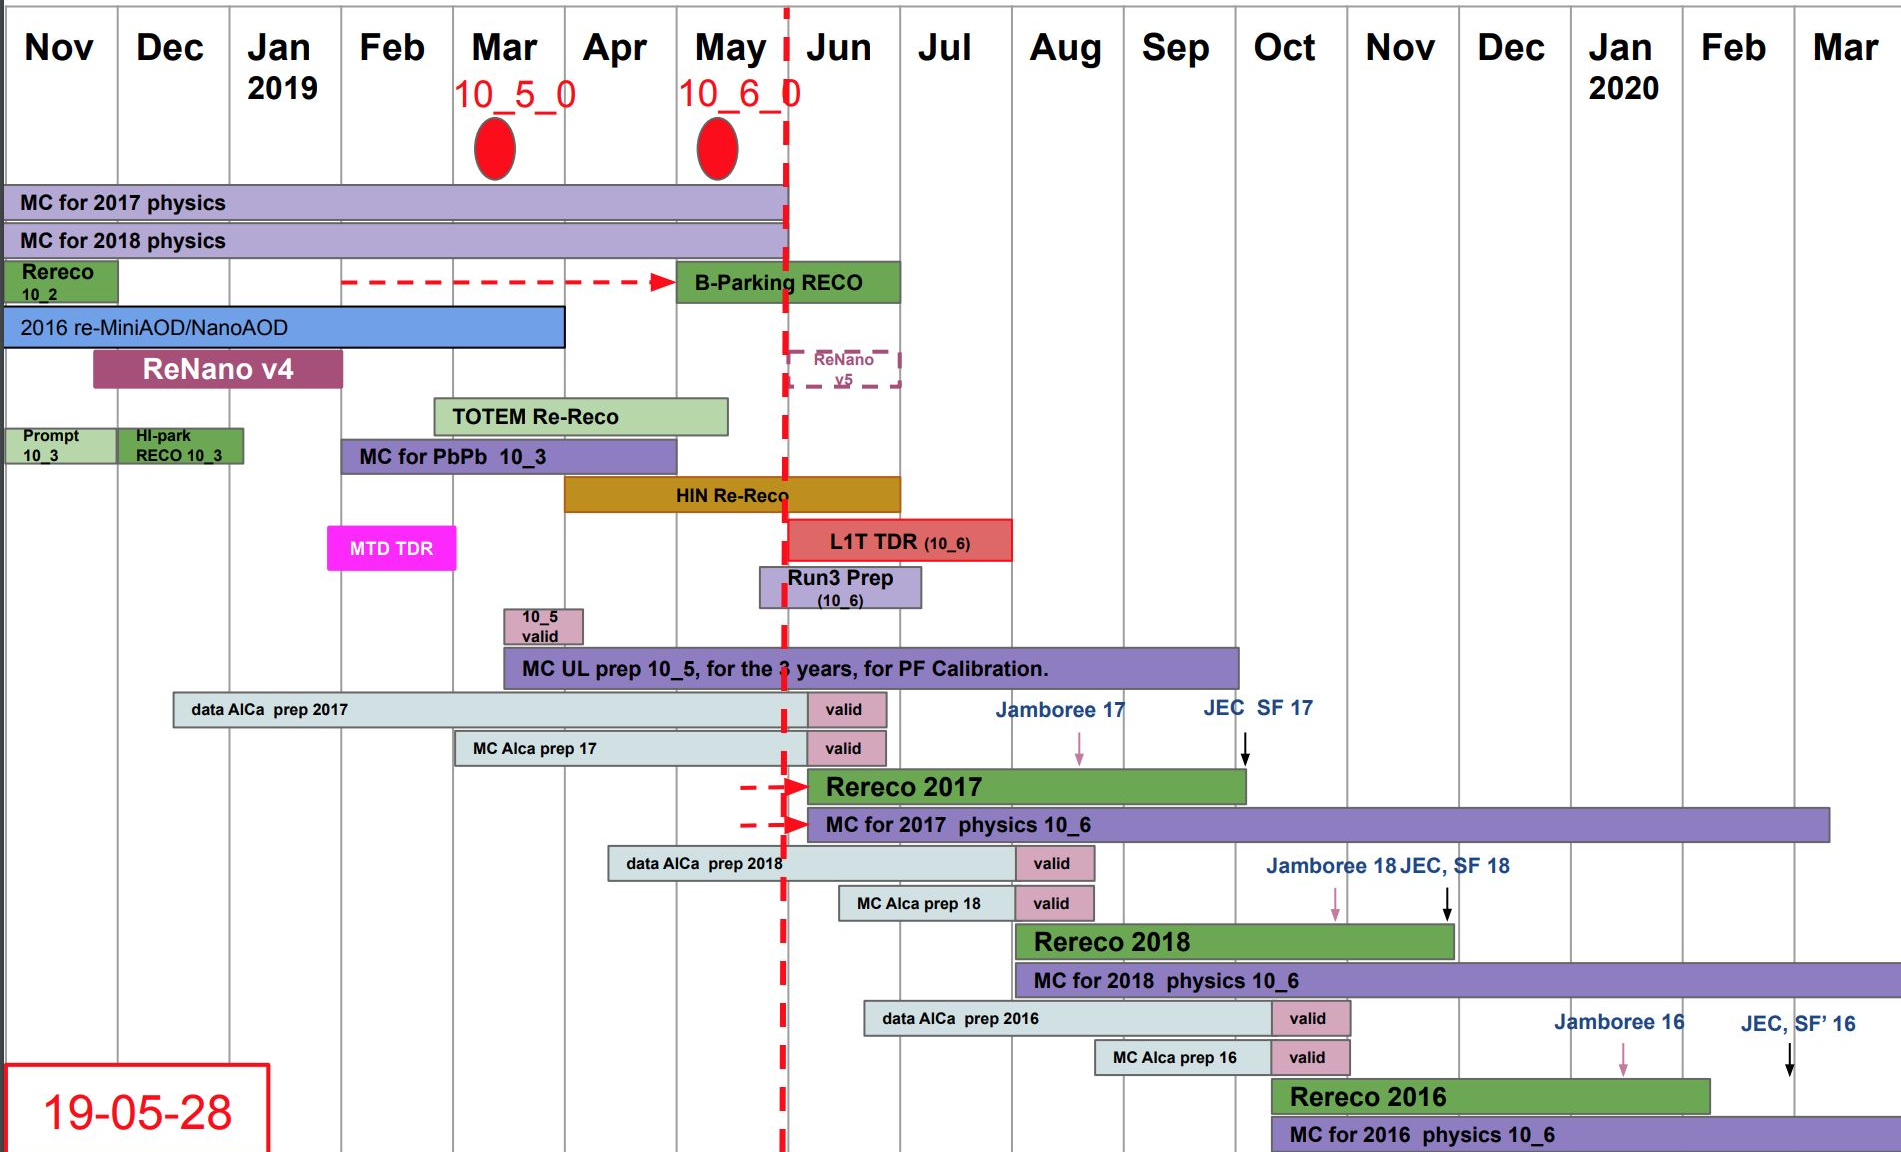 Nov Dec Jan Feb Mar Apr May Jun Jul Aug Sep Oct Nov Dec Jan Feb Mar
2019 2020
10_5_0 10_6_0
MC for 2017 physics
MC for 2018 physics
Rereco
10_2
B-Parking RECO
2016 re-MiniAOD/NanoAOD
ReNano v4
ReNano
v5
TOTEM Re-Reco
Prompt
10_3
HI-park
RECO 10_3
MC for PbPb 10_3
HIN Re-Reco
L1T TDR (10_6)
MTD TDR
Run3 Prep
(10_6)
10_5
valid
MC UL prep 10_5, for the 3 years, for PF Calibration.
data AlCa prep 2017 valid Jamboree 17 JEC SF 17
MC Alca prep 17 valid
Rereco 2017
MC for 2017 physics 10_6
data AlCa prep 2018 valid Jamboree 18 JEC, SF 18
MC Alca prep 18 valid
Rereco 2018
MC for 2018 physics 10_6
data AlCa prep 2016 valid Jamboree 16 JEC, SF’ 16
MC Alca prep 16 valid
Rereco 2016
19-05-28
MC for 2016 physics 10_6